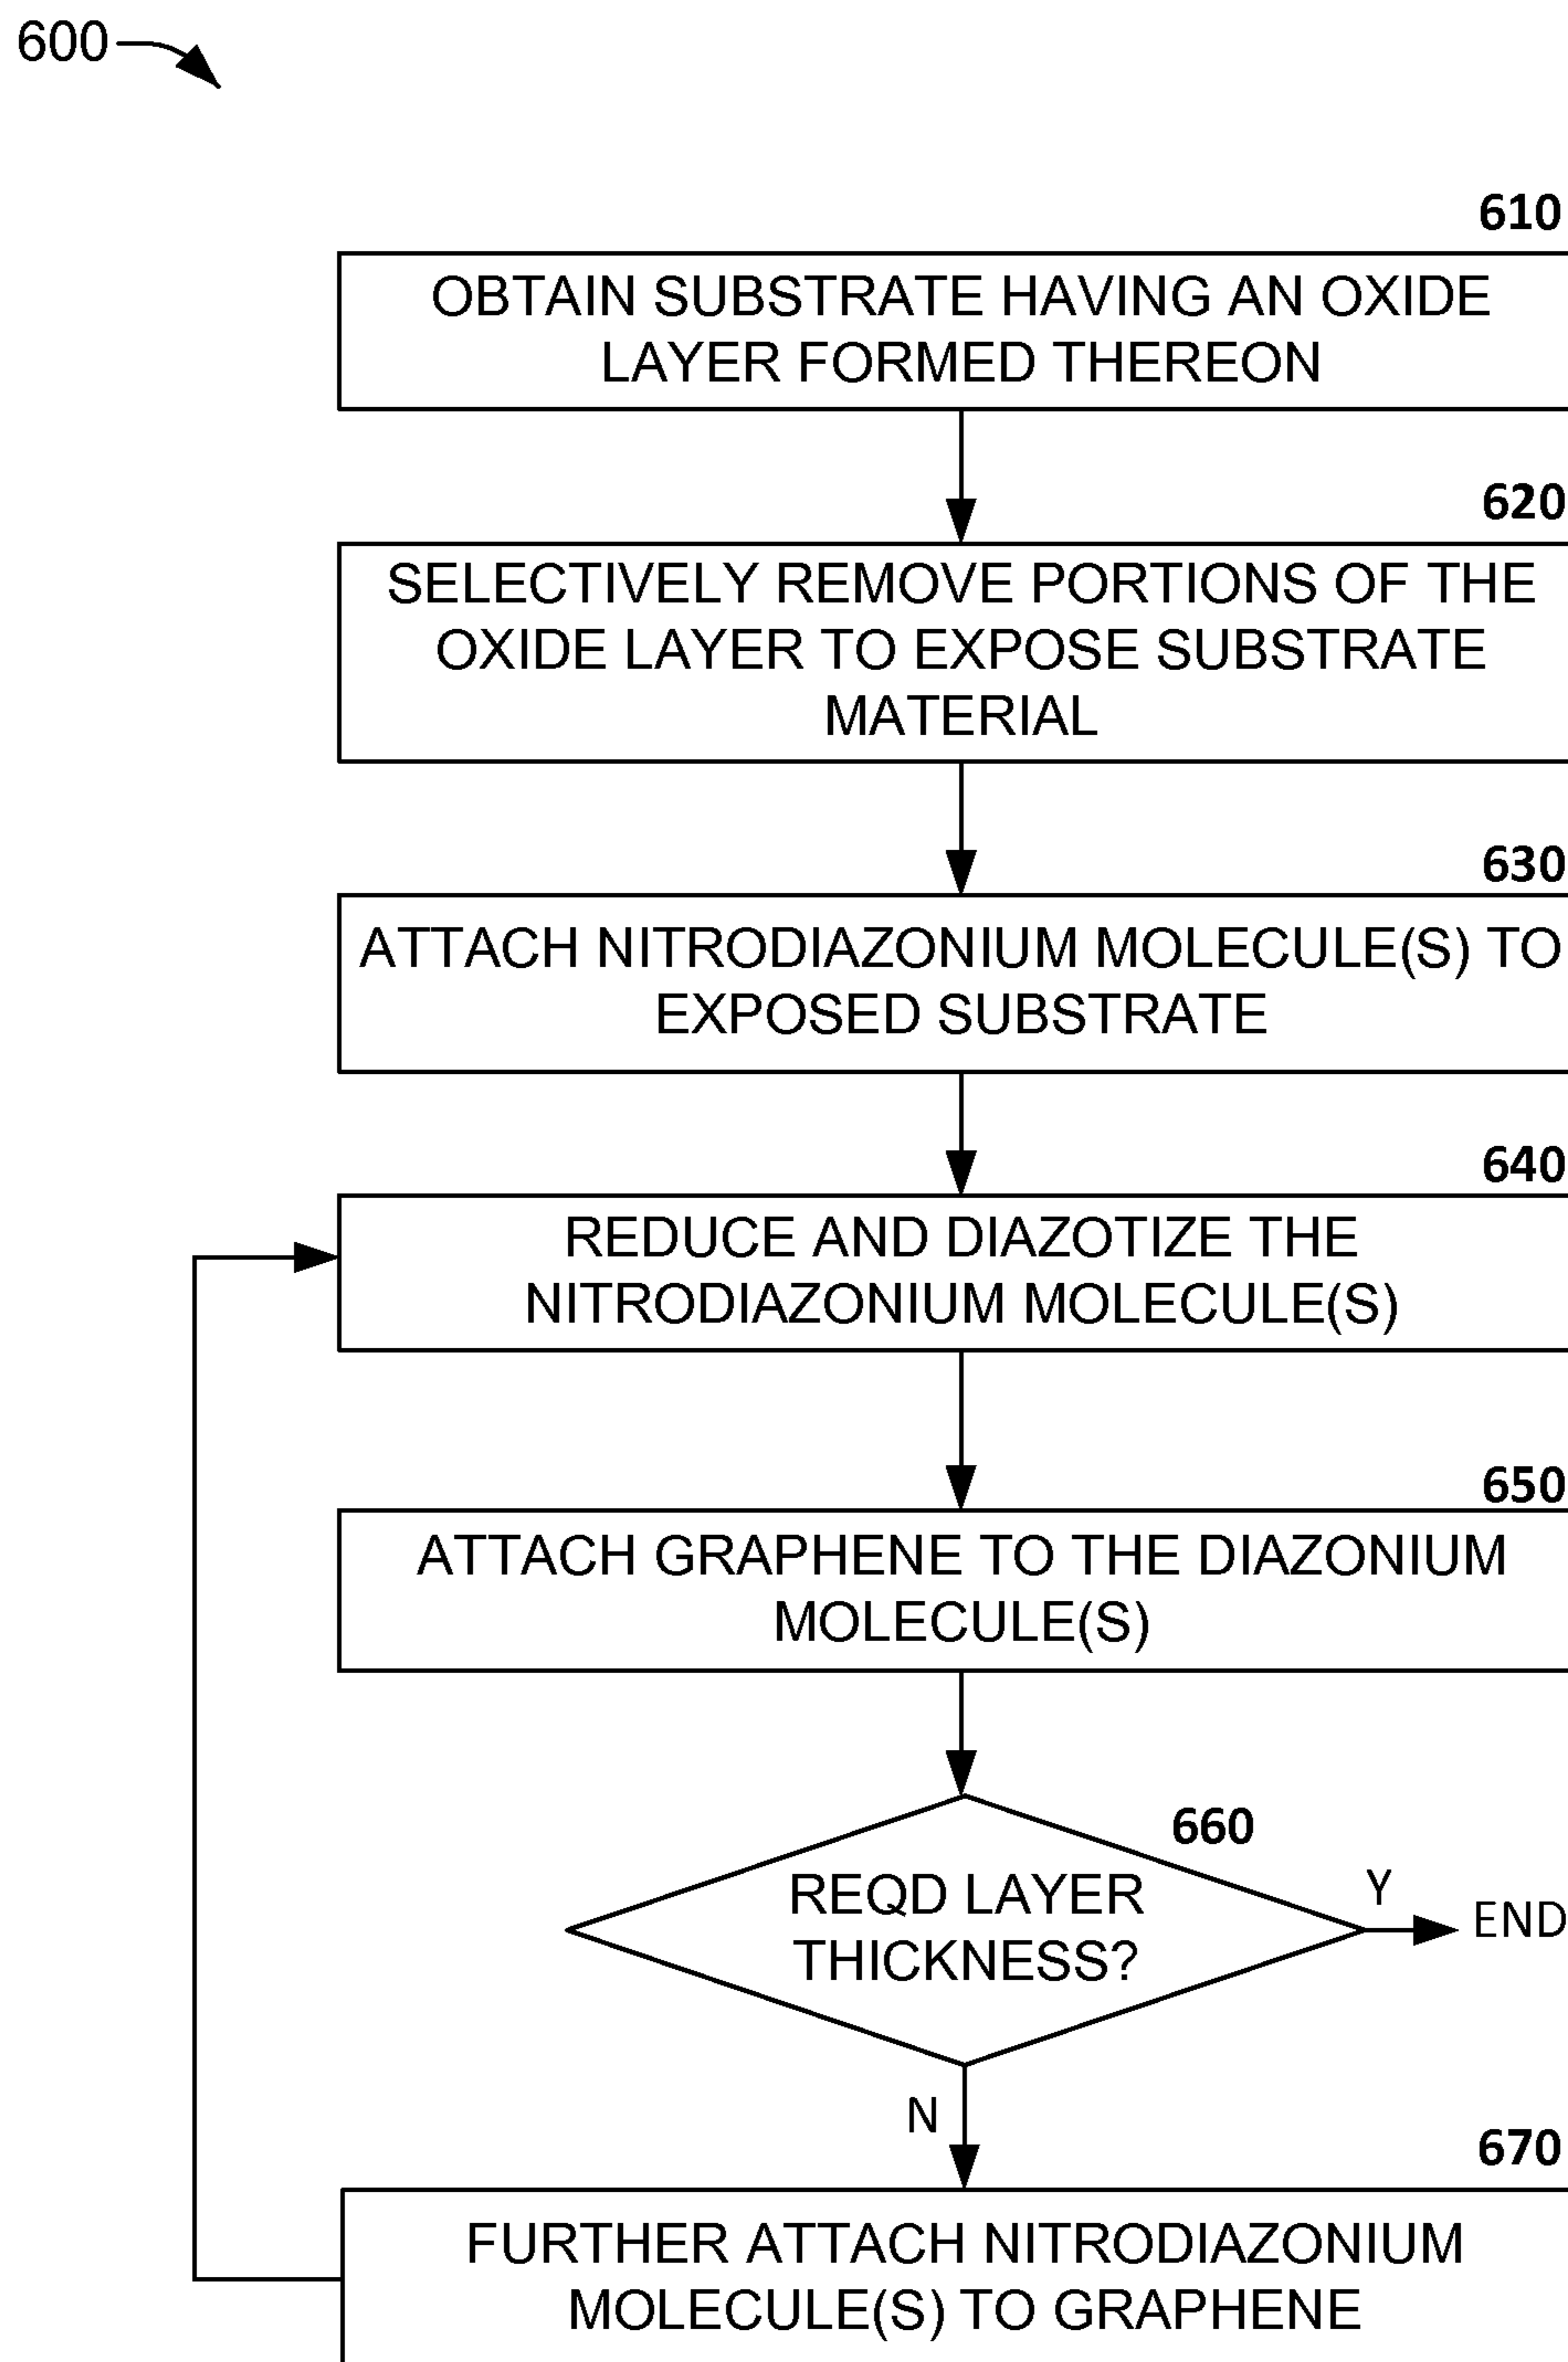 600
610
OBTAIN SUBSTRATE HAVING AN OXIDE
LAYER FORMED THEREON
620
SELECTIVELY REMOVE PORTIONS OF THE
OXIDE LAYER TO EXPOSE SUBSTRATE
MATERIAL
630
ATTACH NITRODIAZONIUM MOLECULE(S) TO
EXPOSED SUBSTRATE
640
REDUCE AND DIAZOTIZE THE
NITRODIAZONIUM MOLECULE(S)
650
ATTACH GRAPHENE TO THE DIAZONIUM
MOLECULE(S)
660
REQD LAYER
THICKNESS?
Y
END
N
670
FURTHER ATTACH NITRODIAZONIUM
MOLECULE(S) TO GRAPHENE